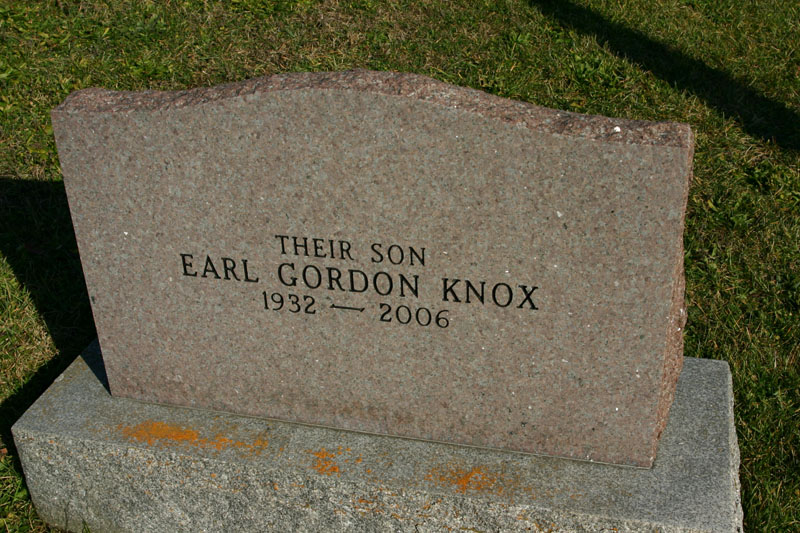 THEIR SON
EARL GORDON KNOX
1932 — 2006